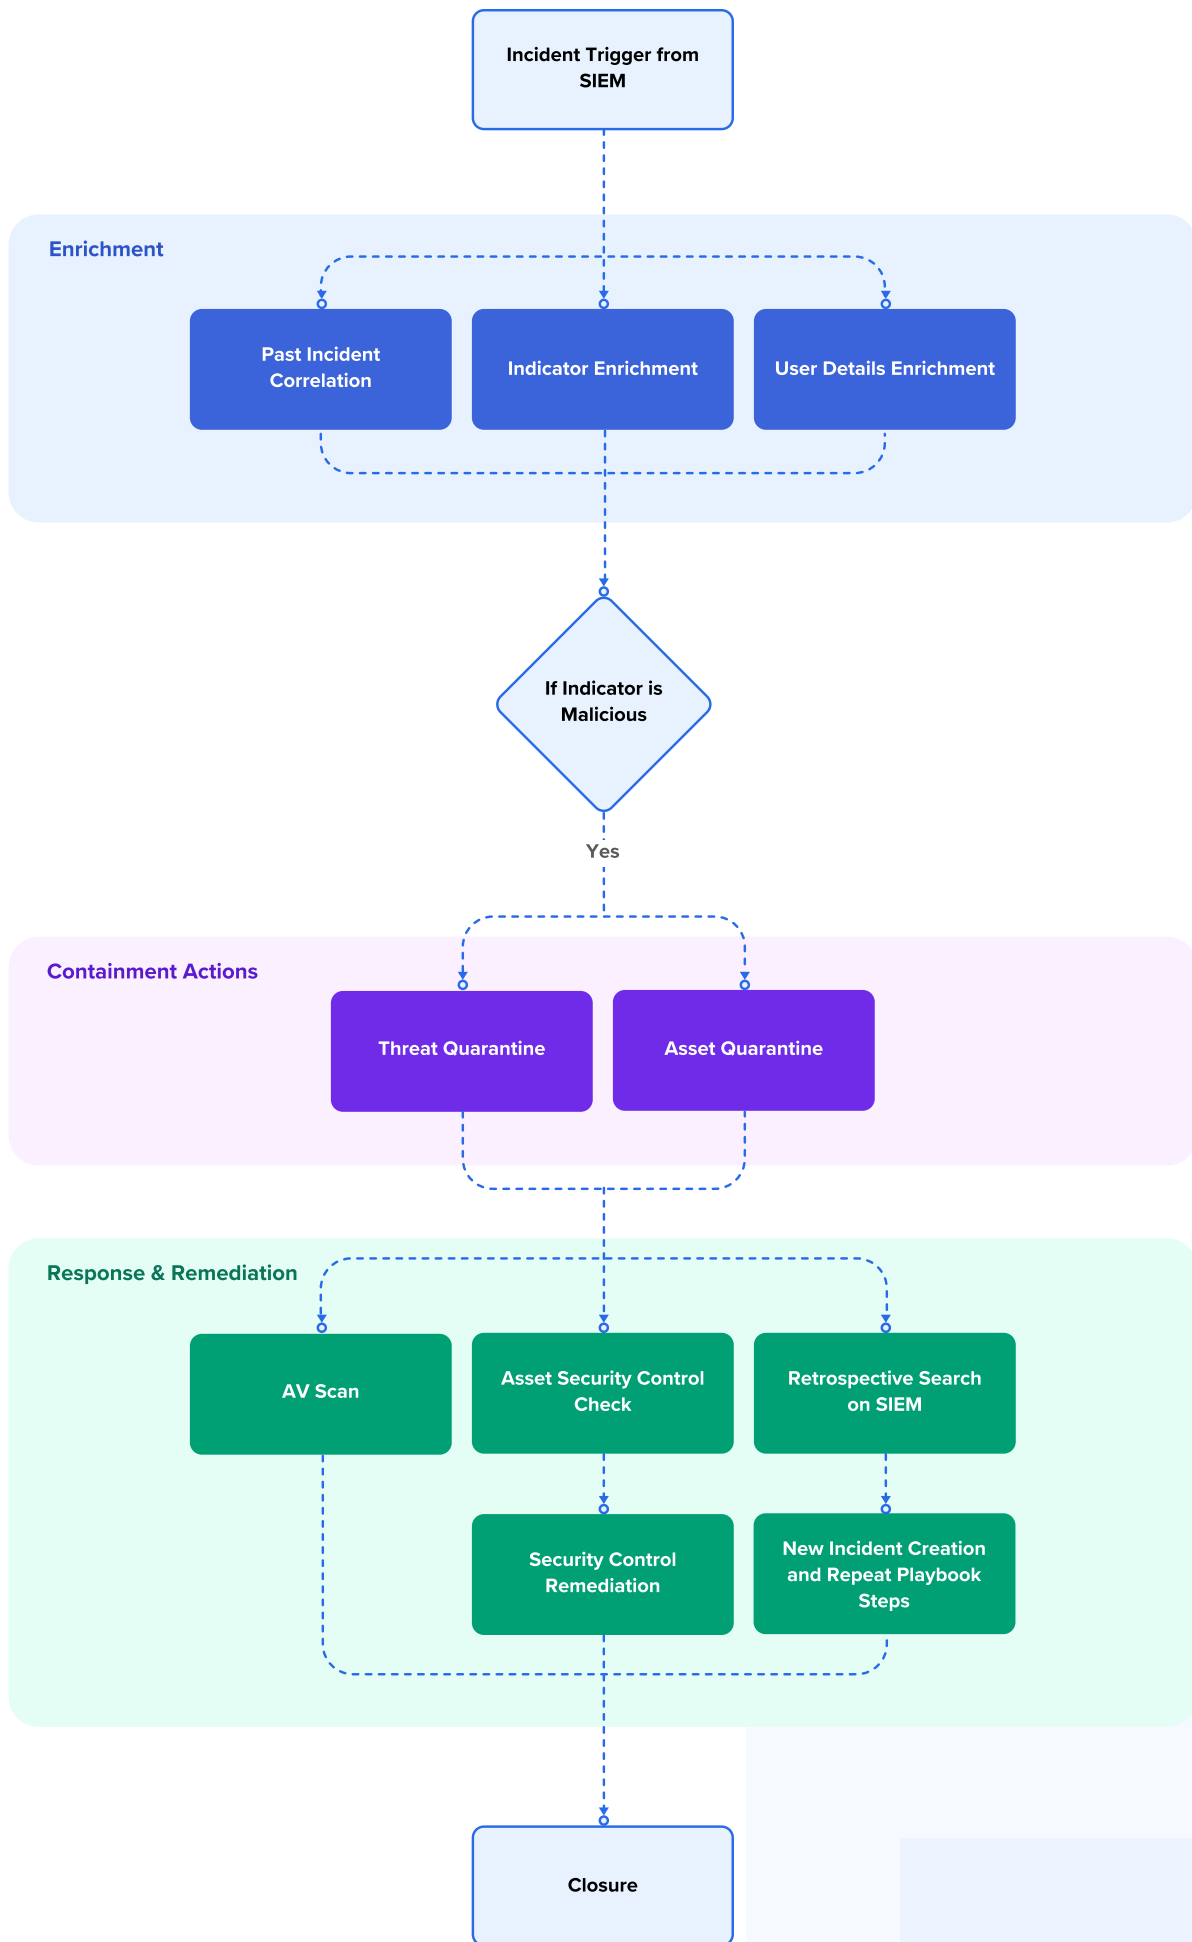 Incident Trigger from
SIEM
Enrichment
Past Incident
Correlation
Indicator Enrichment
User Details Enrichment
If Indicator is
Malicious
Yes
Containment Actions
Threat Quarantine
Asset Quarantine
Response & Remediation
AV Scan
Asset Security Control
Check
Retrospective Search
on SIEM
Security Control
Remediation
New Incident Creation
and Repeat Playbook
Steps
Closure